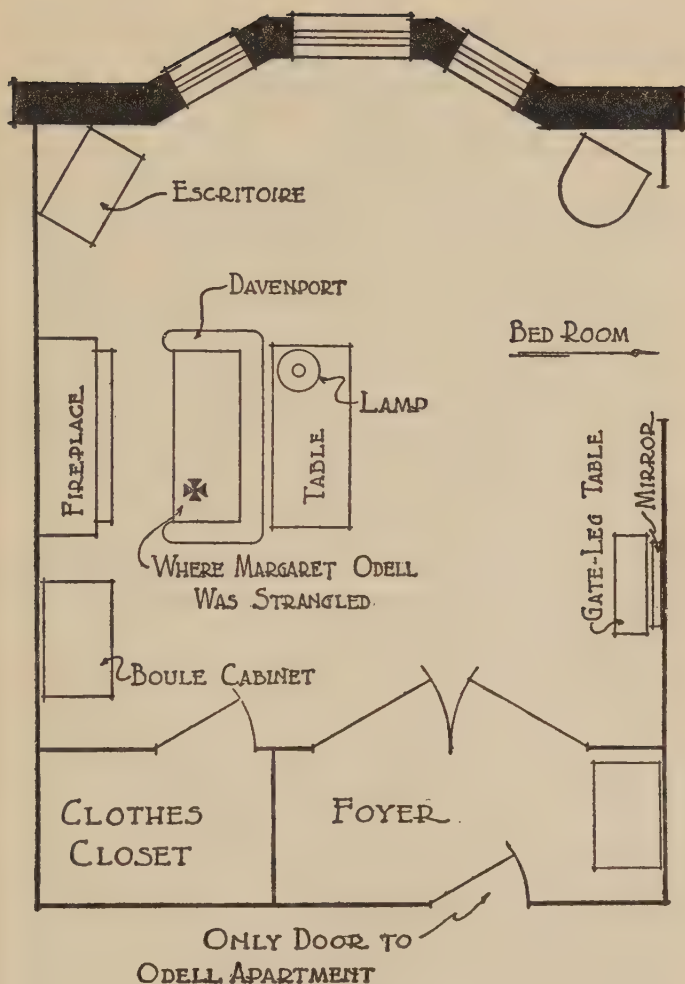 ESCRITOIRE
DAVENPORT
BED ROOM
LAMP
FIREPLACE
TABLE
GATE-LEG TABLE
MIRROR
WHERE MARGARET ODELL
WAS STRANGLED
BOULE CABINET
CLOTHES
CLOSET
FOYER
ONLY DOOR TO
ODELL APARTMENT